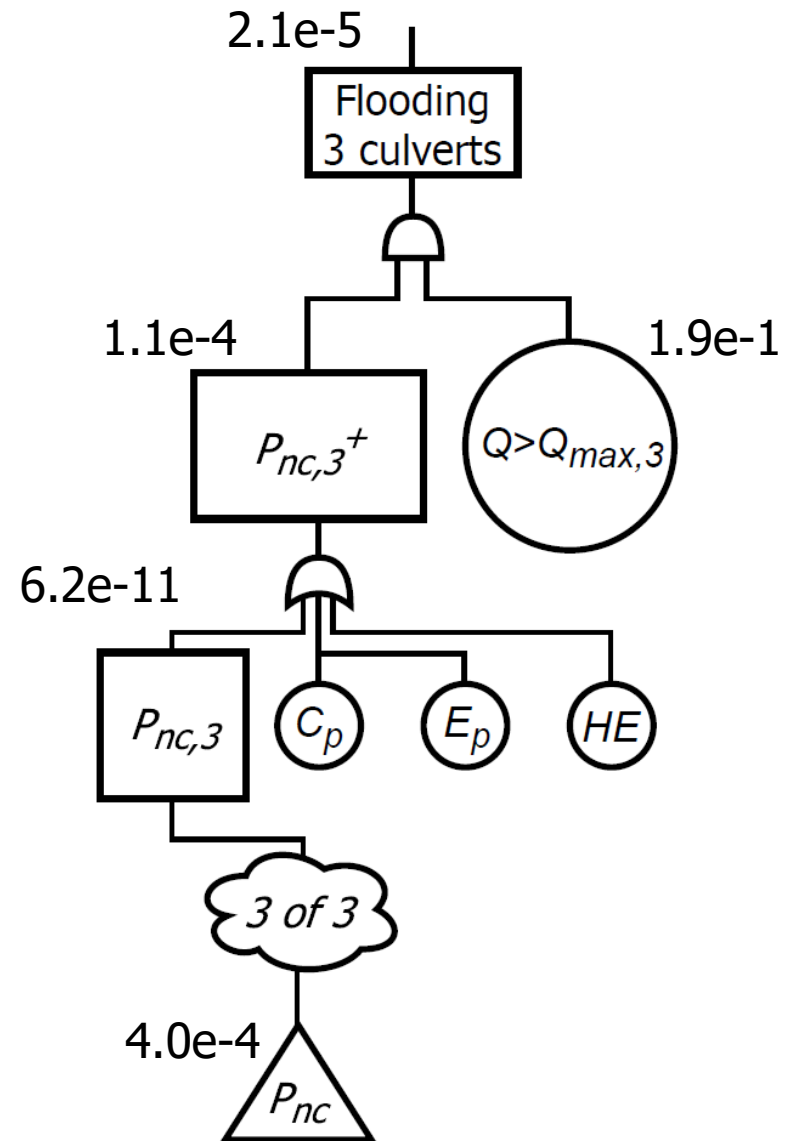 2.1e-5
Flooding
3 culverts
1.1e-4
1.9e-1
Pnc,3+
Q>Qmax,3
6.2e-11
Pnc,3
Cp
Ep
HE
3 of 3
4.0e-4
Pnc